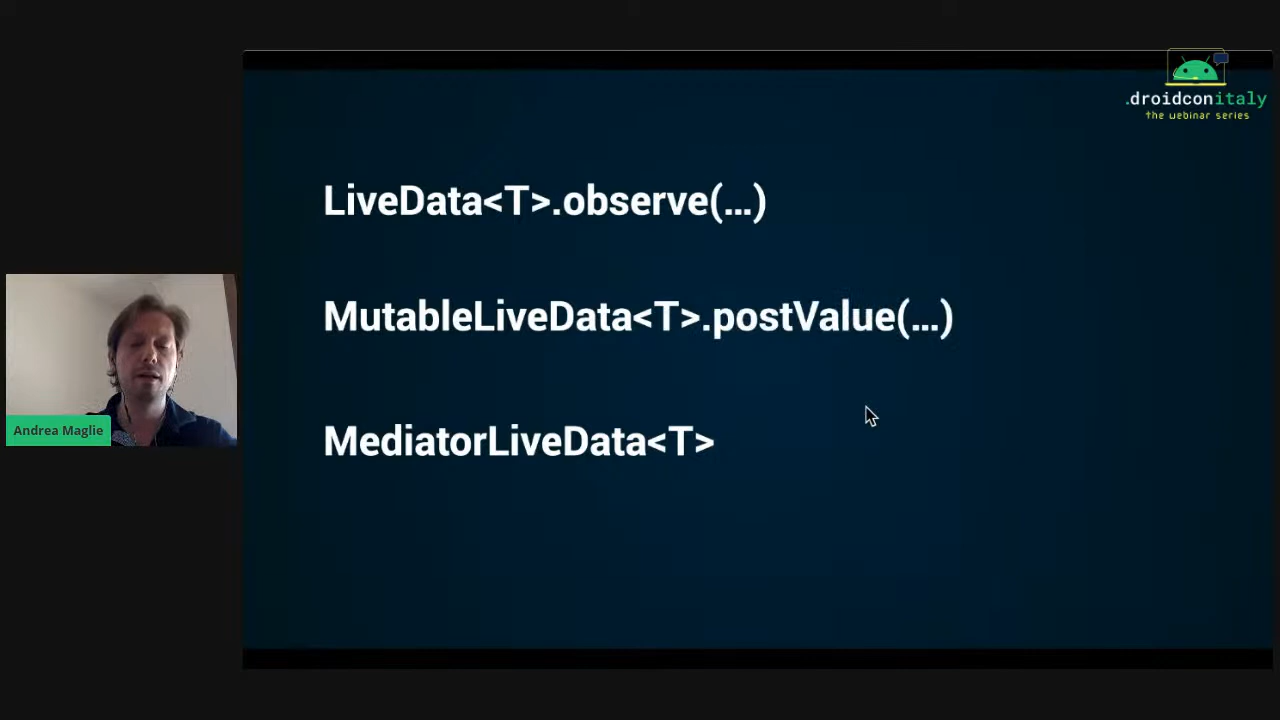 .droidconitaly
the webinar series
LiveData<T>.observe(…)
MutableLiveData<T>.postValue(…)
MediatorLiveData<T>
Andrea Maglie